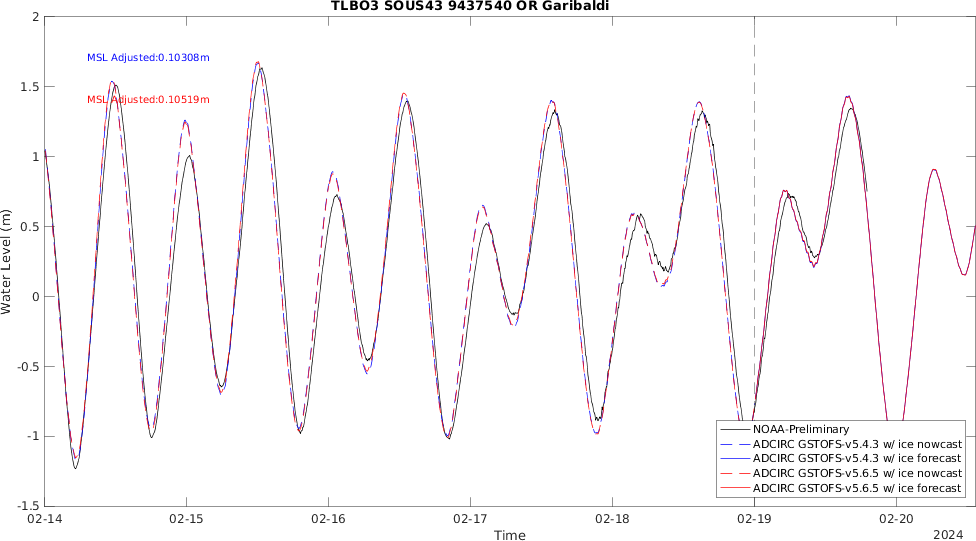 TLBO3 SOUS43 9437540 OR Garibaldi
2
MSL Adjusted:0.10308m
1.5
MSL Adjusted:0.10519m
1
0.5
Water Level (m)
0
-0.5
-1
-1.5
NOAA-Preliminary
ADCIRC GSTOFS-v5.4.3 w/ ice nowcast
ADCIRC GSTOFS-v5.4.3 w/ ice forecast
ADCIRC GSTOFS-v5.6.5 w/ ice nowcast
ADCIRC GSTOFS-v5.6.5 w/ ice forecast
02-14 02-15 02-16 02-17 02-18 02-19 02-20
Time
2024